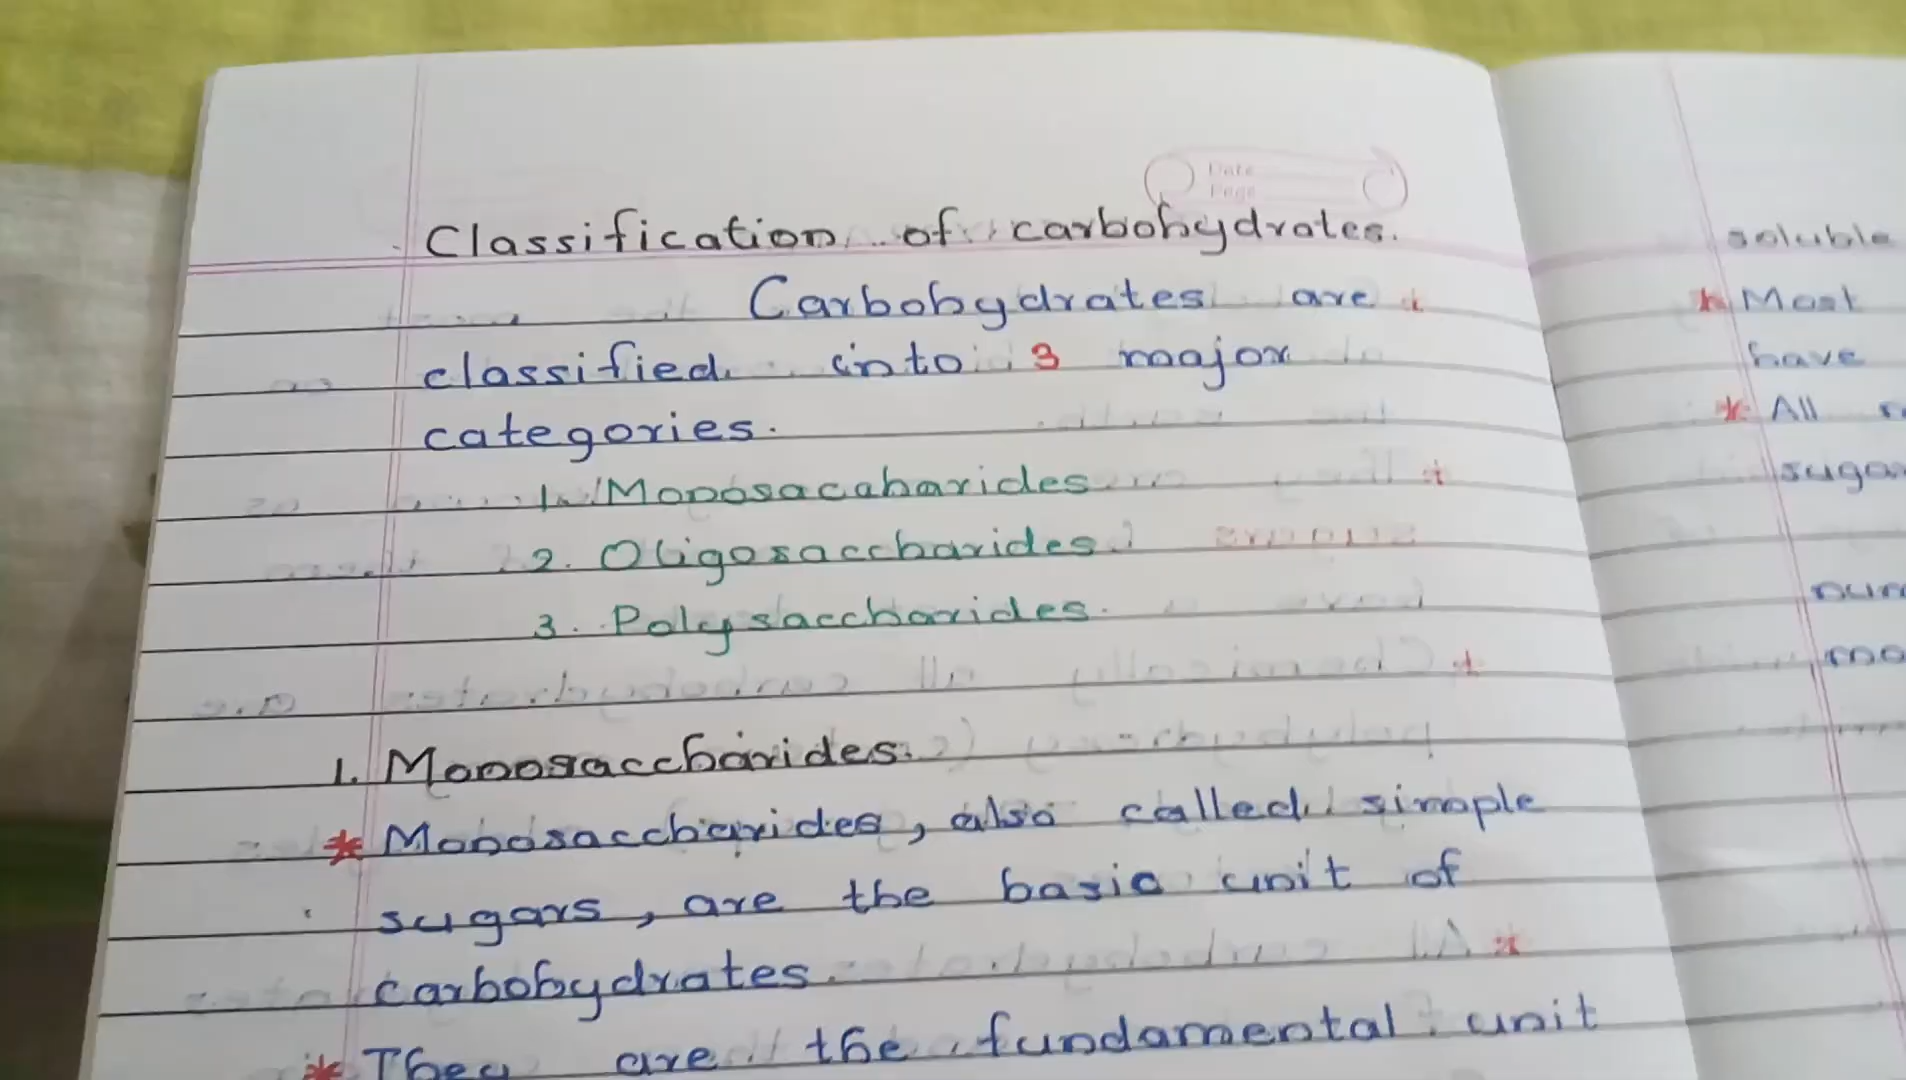 Date
Page
Classification of carbohydrates.
Carbohydrates are
classified into 3 major
categories.
1. Monosacaharides
2. Oligosaccharides.
3. Polysaccharides.
1. Monosaccharides.
* Monosaccharides, also called simple
sugars, are the basic unit of
carbohydrates.
* They are the fundamental unit
soluble
* Most
have
* All